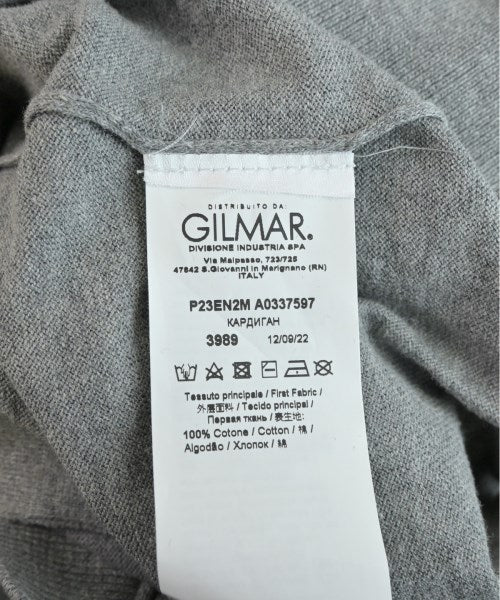 DISTRIBUITO DA:
GILMAR.
DIVISIONE INDUSTRIA SPA
Via Malpasso, 723/725
47842 S.Giovanni in Marignano (RN)
ITALY
P23EN2M A0337597
КАРДИГАН
3989 12/09/22
Tessuto principale / First Fabric /
外層面料 / Tecido principal /
Первая ткань / 表生地:
100% Cotone / Cotton / 棉 /
Algodão / Хлопок / 綿